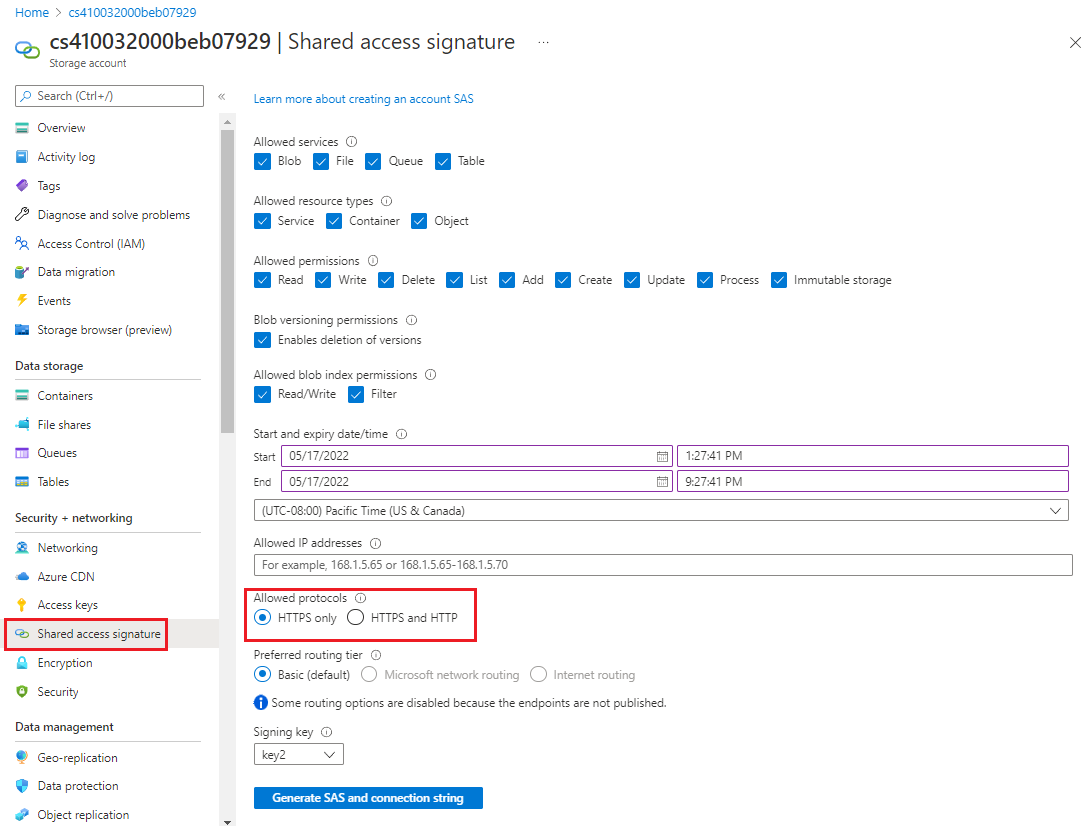 Home > cs410032000beb07929
cs410032000beb07929 | Shared access signature ...
Storage account
Search (Ctrl+/)
«
Overview
Activity log
Tags
Diagnose and solve problems
Access Control (IAM)
Data migration
Events
Storage browser (preview)
Data storage
Containers
File shares
Queues
Tables
Security + networking
Networking
Azure CDN
Access keys
Shared access signature
Encryption
Security
Data management
Geo-replication
Data protection
Object replication
Learn more about creating an account SAS
Allowed services
Blob File Queue Table
Allowed resource types
Service Container Object
Allowed permissions
Read Write Delete List Add Create Update Process Immutable storage
Blob versioning permissions
Enables deletion of versions
Allowed blob index permissions
Read/Write Filter
Start and expiry date/time
Start 05/17/2022 1:27:41 PM
End 05/17/2022 9:27:41 PM
(UTC-08:00) Pacific Time (US & Canada)
Allowed IP addresses
For example, 168.1.5.65 or 168.1.5.65-168.1.5.70
Allowed protocols
HTTPS only HTTPS and HTTP
Preferred routing tier
Basic (default) Microsoft network routing Internet routing
Some routing options are disabled because the endpoints are not published.
Signing key
key2
Generate SAS and connection string